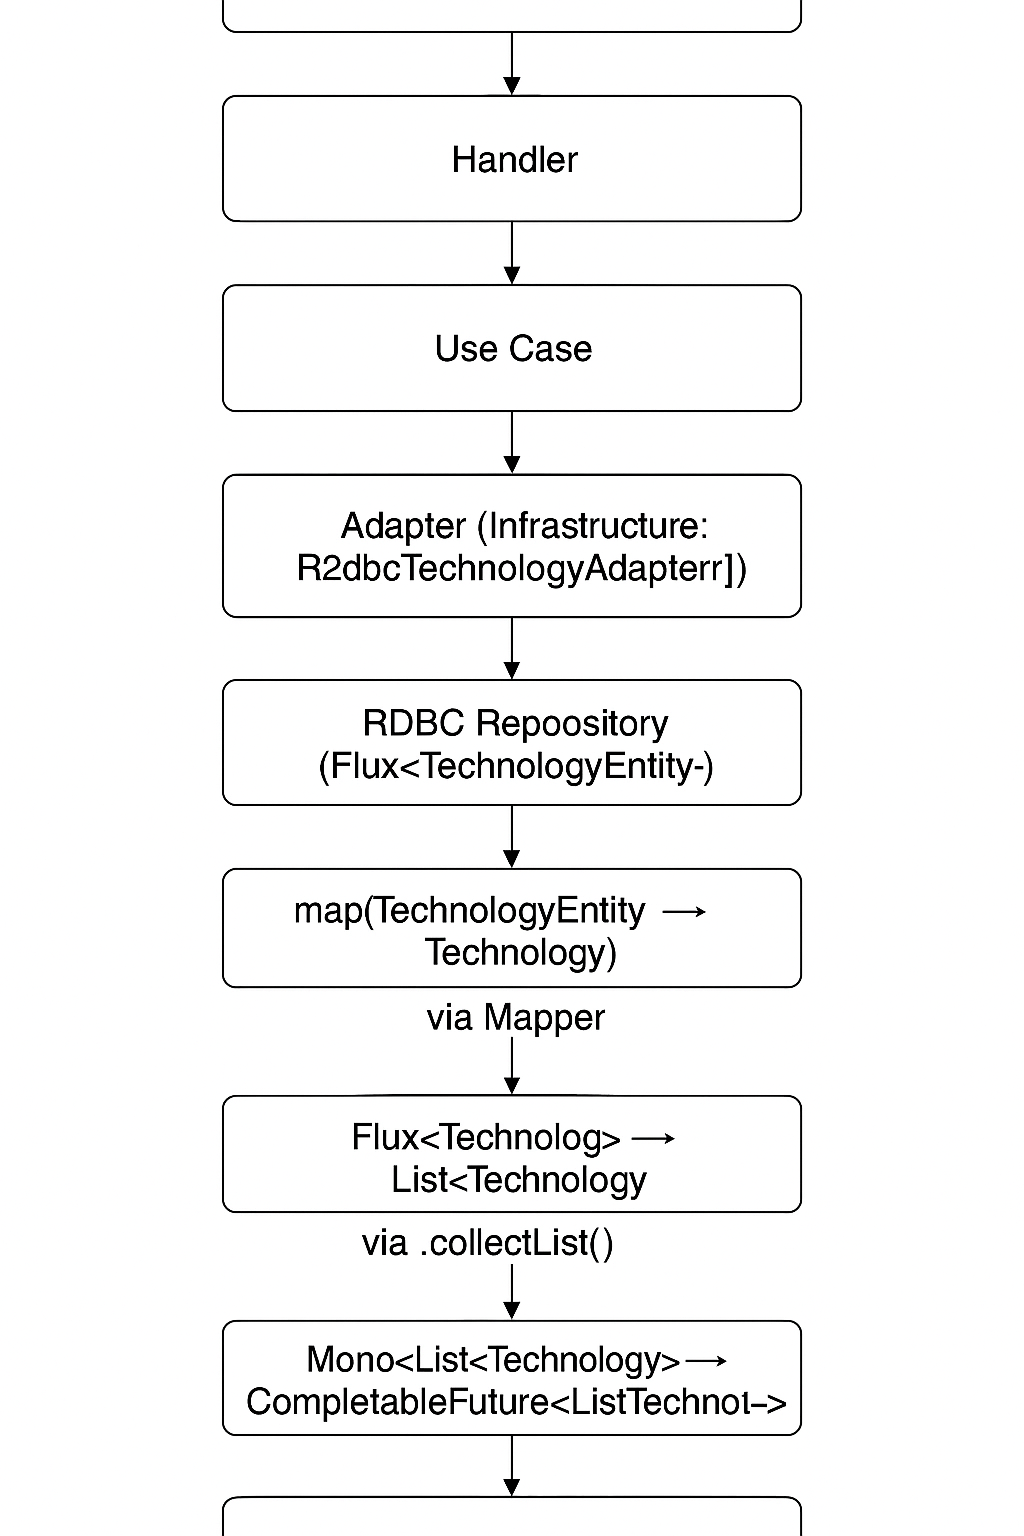 Handler
Use Case
Adapter (Infrastructure:
R2dbcTechnologyAdapterr])
RDBC Repoository
(Flux<TechnologyEntity-)
map(TechnologyEntity →
Technology)
via Mapper
Flux<Technolog> →
List<Technology
via .collectList()
Mono<List<Technology> →
CompletableFuture<ListTechnot->